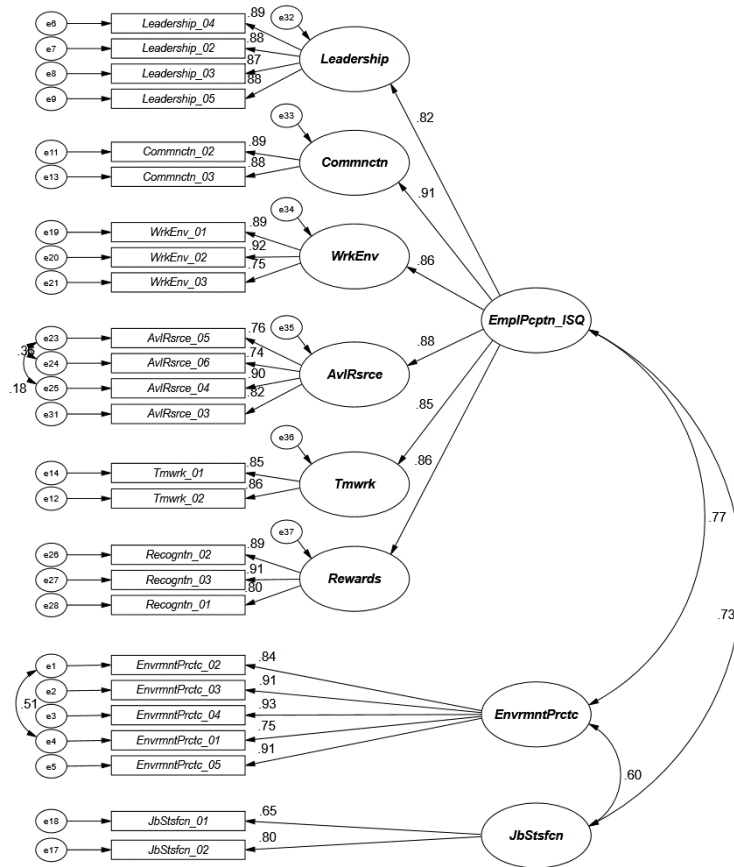 e6 Leadership_04 .89 e32
e7 Leadership_02 .88 Leadership
e8 Leadership_03 .87
e9 Leadership_05 .88
.82
e33
e11 Commnctn_02 .89 Commnctn
e13 Commnctn_03 .88
.91
e34
e19 WrkEnv_01 .89
e20 WrkEnv_02 .92 WrkEnv .86
e21 WrkEnv_03 .75
EmplPcptn_ISQ
e23 AvlRsrce_05 .76 e35
.35 e24 AvlRsrce_06 .74 AvlRsrce .88
.18 e25 AvlRsrce_04 .90
e31 AvlRsrce_03 .82
.85
e36
e14 Tmwrk_01 .85 Tmwrk .86
e12 Tmwrk_02 .86
.77
e37
e26 Recogntn_02 .89
e27 Recogntn_03 .91 Rewards
e28 Recogntn_01 .80
.73
e1 EnvrmntPrctc_02 .84
e2 EnvrmntPrctc_03 .91
.51 e3 EnvrmntPrctc_04 .93 EnvrmntPrctc
e4 EnvrmntPrctc_01 .75
e5 EnvrmntPrctc_05 .91
.60
e18 JbStsfcn_01 .65
JbStsfcn
e17 JbStsfcn_02 .80